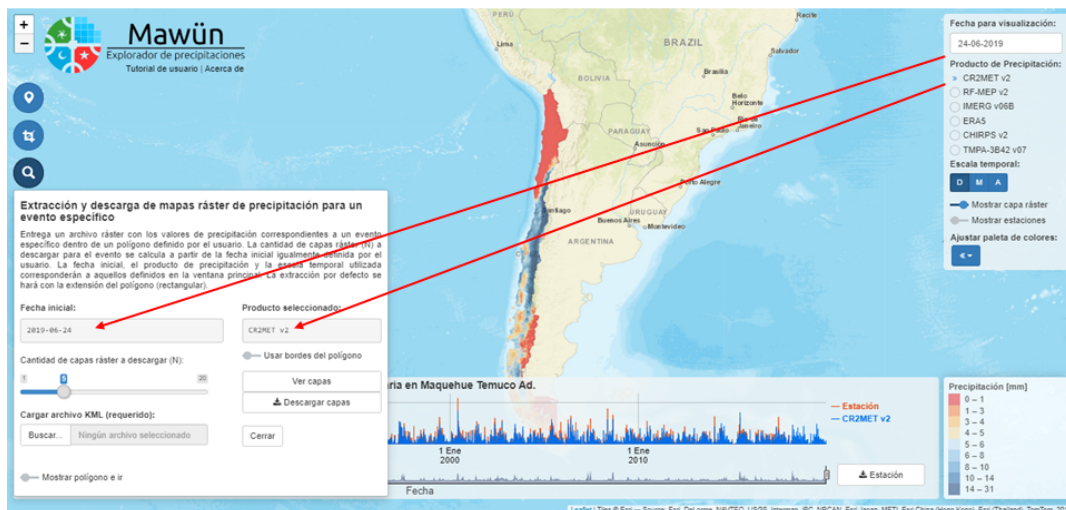 +
−
Mawün
Explorador de precipitaciones
Tutorial de usuario | Acerca de
PERÚ
Lima
BRAZIL
Recife
Salvador
BOLIVIA
Brasília
Belo
Horizonte
PARAGUAY
Asunción
Sao Paulo
Rio de
Janeiro
Porto Alegre
Santiago
URUGUAY
Buenos Aires
Montevideo
ARGENTINA
Fecha para visualización:
24-06-2019
Producto de Precipitación:
CR2MET v2
RF-MEP v2
IMERG v06B
ERA5
CHIRPS v2
TMPA-3B42 v07
Escala temporal:
D M A
Mostrar capa ráster
Mostrar estaciones
Ajustar paleta de colores:
Extracción y descarga de mapas ráster de precipitación para un
evento específico
Entrega un archivo ráster con los valores de precipitación correspondientes a un evento
específico dentro de un polígono definido por el usuario. La cantidad de capas ráster (N) a
descargar para el evento se calcula a partir de la fecha inicial igualmente definida por el
usuario. La fecha inicial, el producto de precipitación y la escala temporal utilizada
corresponderán a aquellos definidos en la ventana principal. La extracción por defecto se
hará con la extensión del polígono (rectangular).
Fecha inicial:
2019-06-24
Producto seleccionado:
CR2MET v2
Cantidad de capas ráster a descargar (N):
1 5 20
Usar bordes del polígono
Ver capas
Descargar capas
Cargar archivo KML (requerido):
Buscar... Ningún archivo seleccionado
Cerrar
Mostrar polígono e ir
aria en Maquehue Temuco Ad.
Estación
CR2MET v2
1 Ene
2000
1 Ene
2010
Fecha
Estación
Precipitación [mm]
0 – 1
1 – 3
3 – 4
4 – 5
5 – 6
6 – 8
8 – 10
10 – 14
14 – 31